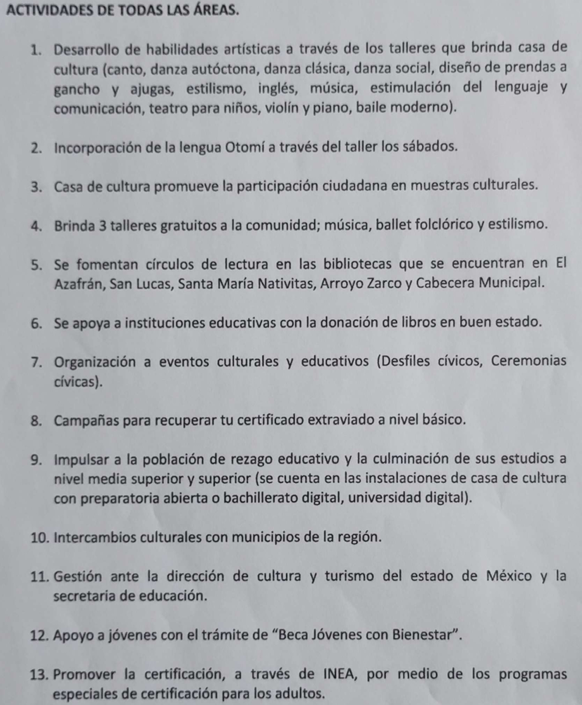 ACTIVIDADES DE TODAS LAS ÁREAS.
1. Desarrollo de habilidades artísticas a través de los talleres que brinda casa de
cultura (canto, danza autóctona, danza clásica, danza social, diseño de prendas a
gancho y ajugas, estilismo, inglés, música, estimulación del lenguaje y
comunicación, teatro para niños, violín y piano, baile moderno).
2. Incorporación de la lengua Otomí a través del taller los sábados.
3. Casa de cultura promueve la participación ciudadana en muestras culturales.
4. Brinda 3 talleres gratuitos a la comunidad; música, ballet folclórico y estilismo.
5. Se fomentan círculos de lectura en las bibliotecas que se encuentran en El
Azafrán, San Lucas, Santa María Nativitas, Arroyo Zarco y Cabecera Municipal.
6. Se apoya a instituciones educativas con la donación de libros en buen estado.
7. Organización a eventos culturales y educativos (Desfiles cívicos, Ceremonias
cívicas).
8. Campañas para recuperar tu certificado extraviado a nivel básico.
9. Impulsar a la población de rezago educativo y la culminación de sus estudios a
nivel media superior y superior (se cuenta en las instalaciones de casa de cultura
con preparatoria abierta o bachillerato digital, universidad digital).
10. Intercambios culturales con municipios de la región.
11. Gestión ante la dirección de cultura y turismo del estado de México y la
secretaria de educación.
12. Apoyo a jóvenes con el trámite de “Beca Jóvenes con Bienestar”.
13. Promover la certificación, a través de INEA, por medio de los programas
especiales de certificación para los adultos.